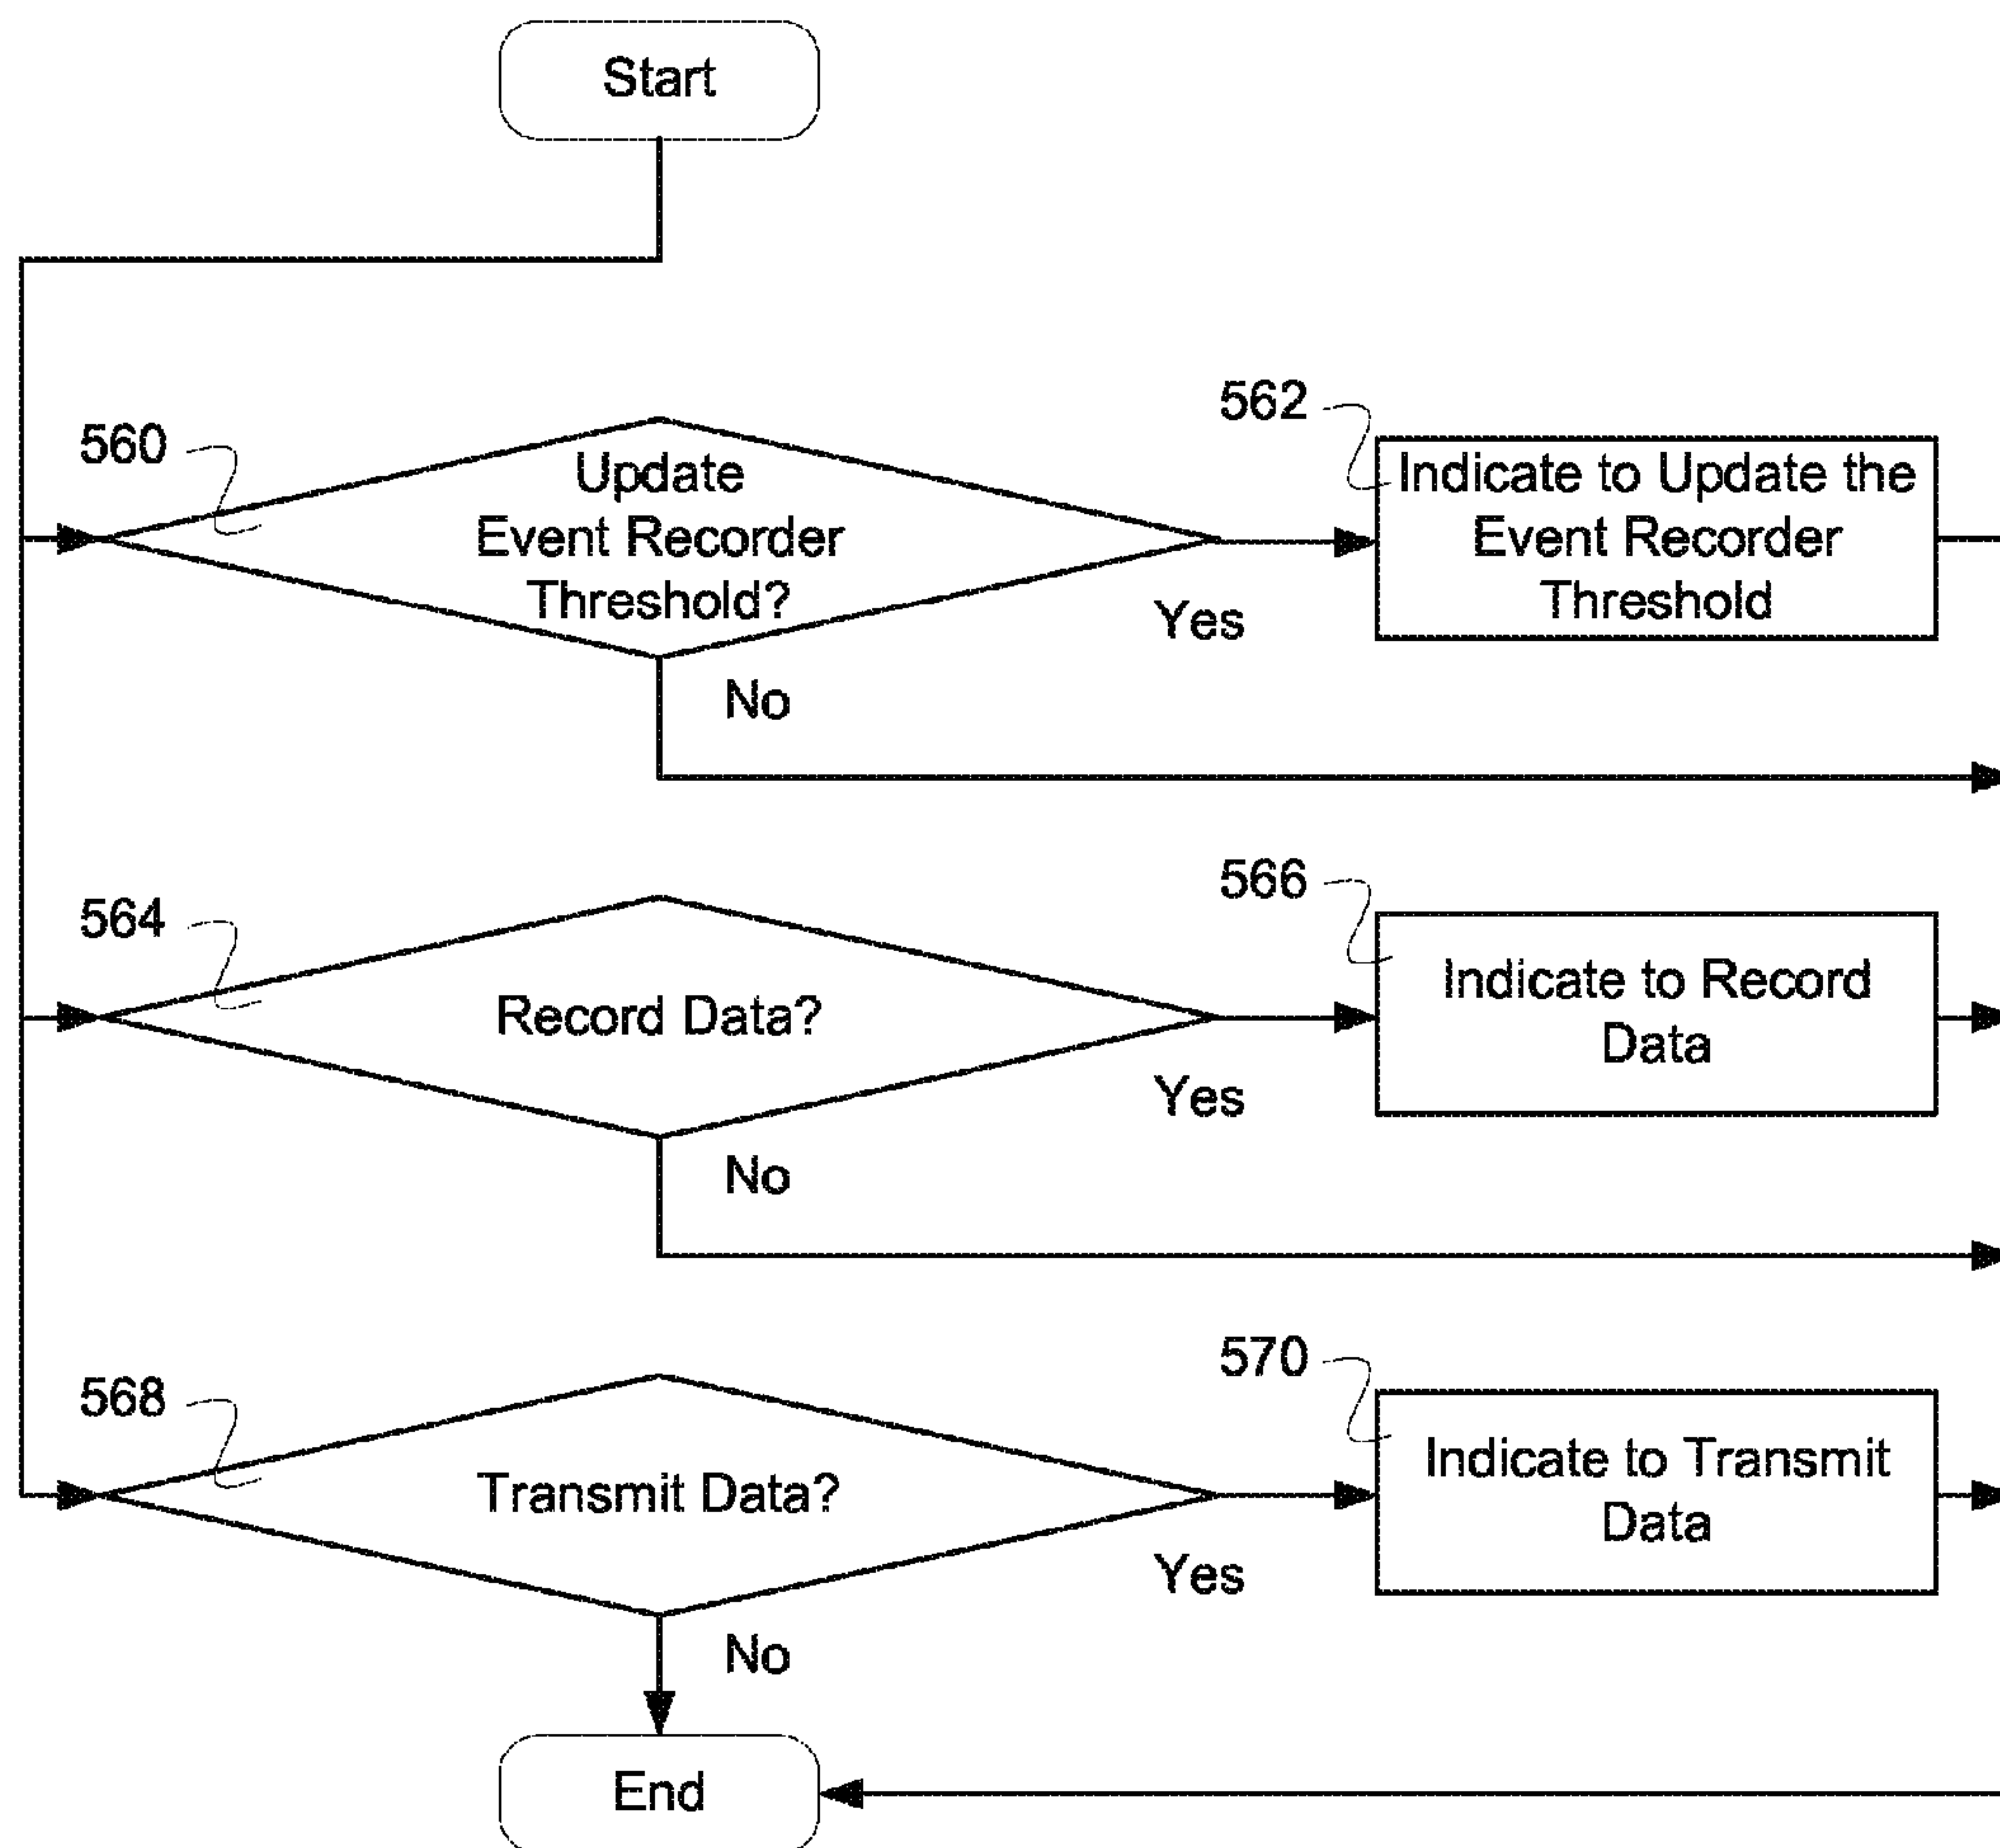 Start
560
Update
Event Recorder
Threshold?
Yes
No
562
Indicate to Update the
Event Recorder
Threshold
564
Record Data?
Yes
No
566
Indicate to Record
Data
568
Transmit Data?
Yes
No
570
Indicate to Transmit
Data
End